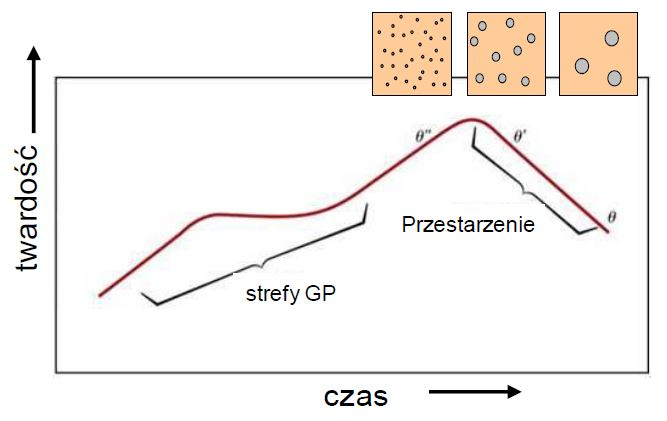 twardość
θ"
θ'
Przestarzenie
θ
strefy GP
czas